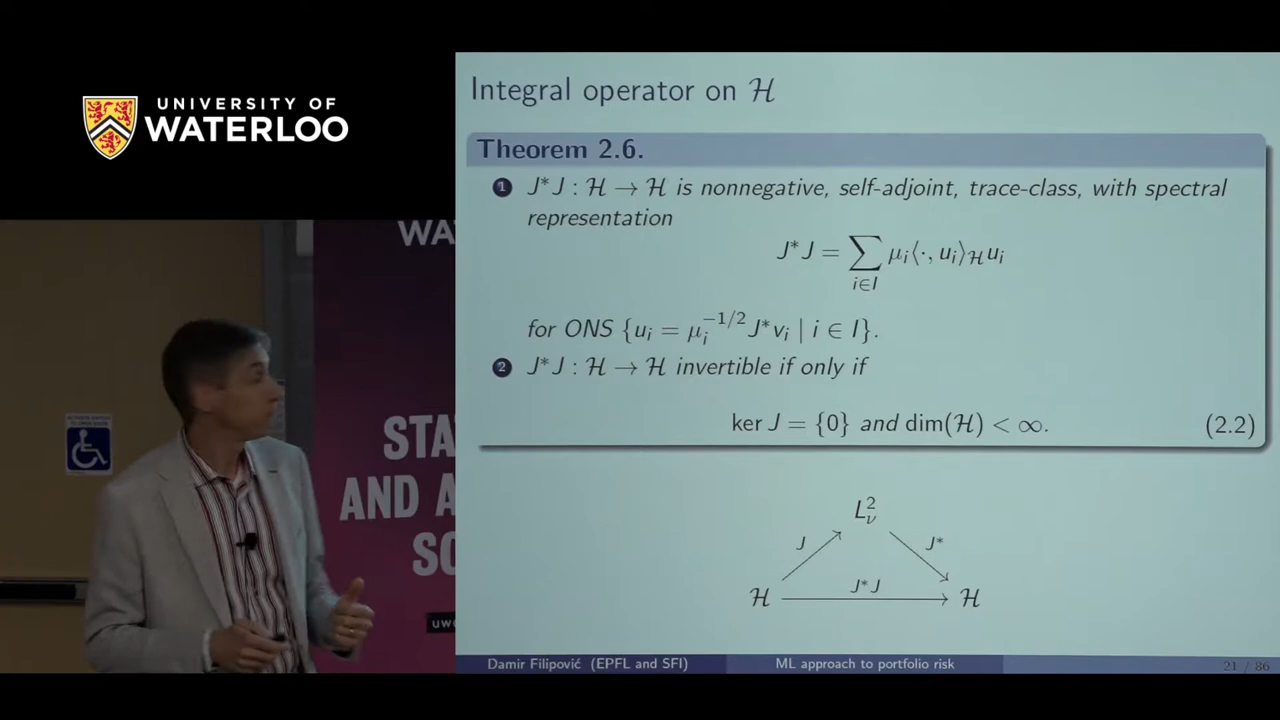 UNIVERSITY OF
WATERLOO
Integral operator on ℋ
Theorem 2.6.
1 J*J : ℋ → ℋ is nonnegative, self-adjoint, trace-class, with spectral
representation
J*J = ∑_{i∈I} μ_i⟨·, u_i⟩_ℋ u_i
for ONS {u_i = μ_i^{-1/2} J*v_i | i ∈ I}.
2 J*J : ℋ → ℋ invertible if only if
ker J = {0} and dim(ℋ) < ∞. (2.2)
L²_ν
J J*
J*J
ℋ ℋ
WAT
STA
AND A
SC
UW
Damir Filipović (EPFL and SFI) ML approach to portfolio risk 21 / 86